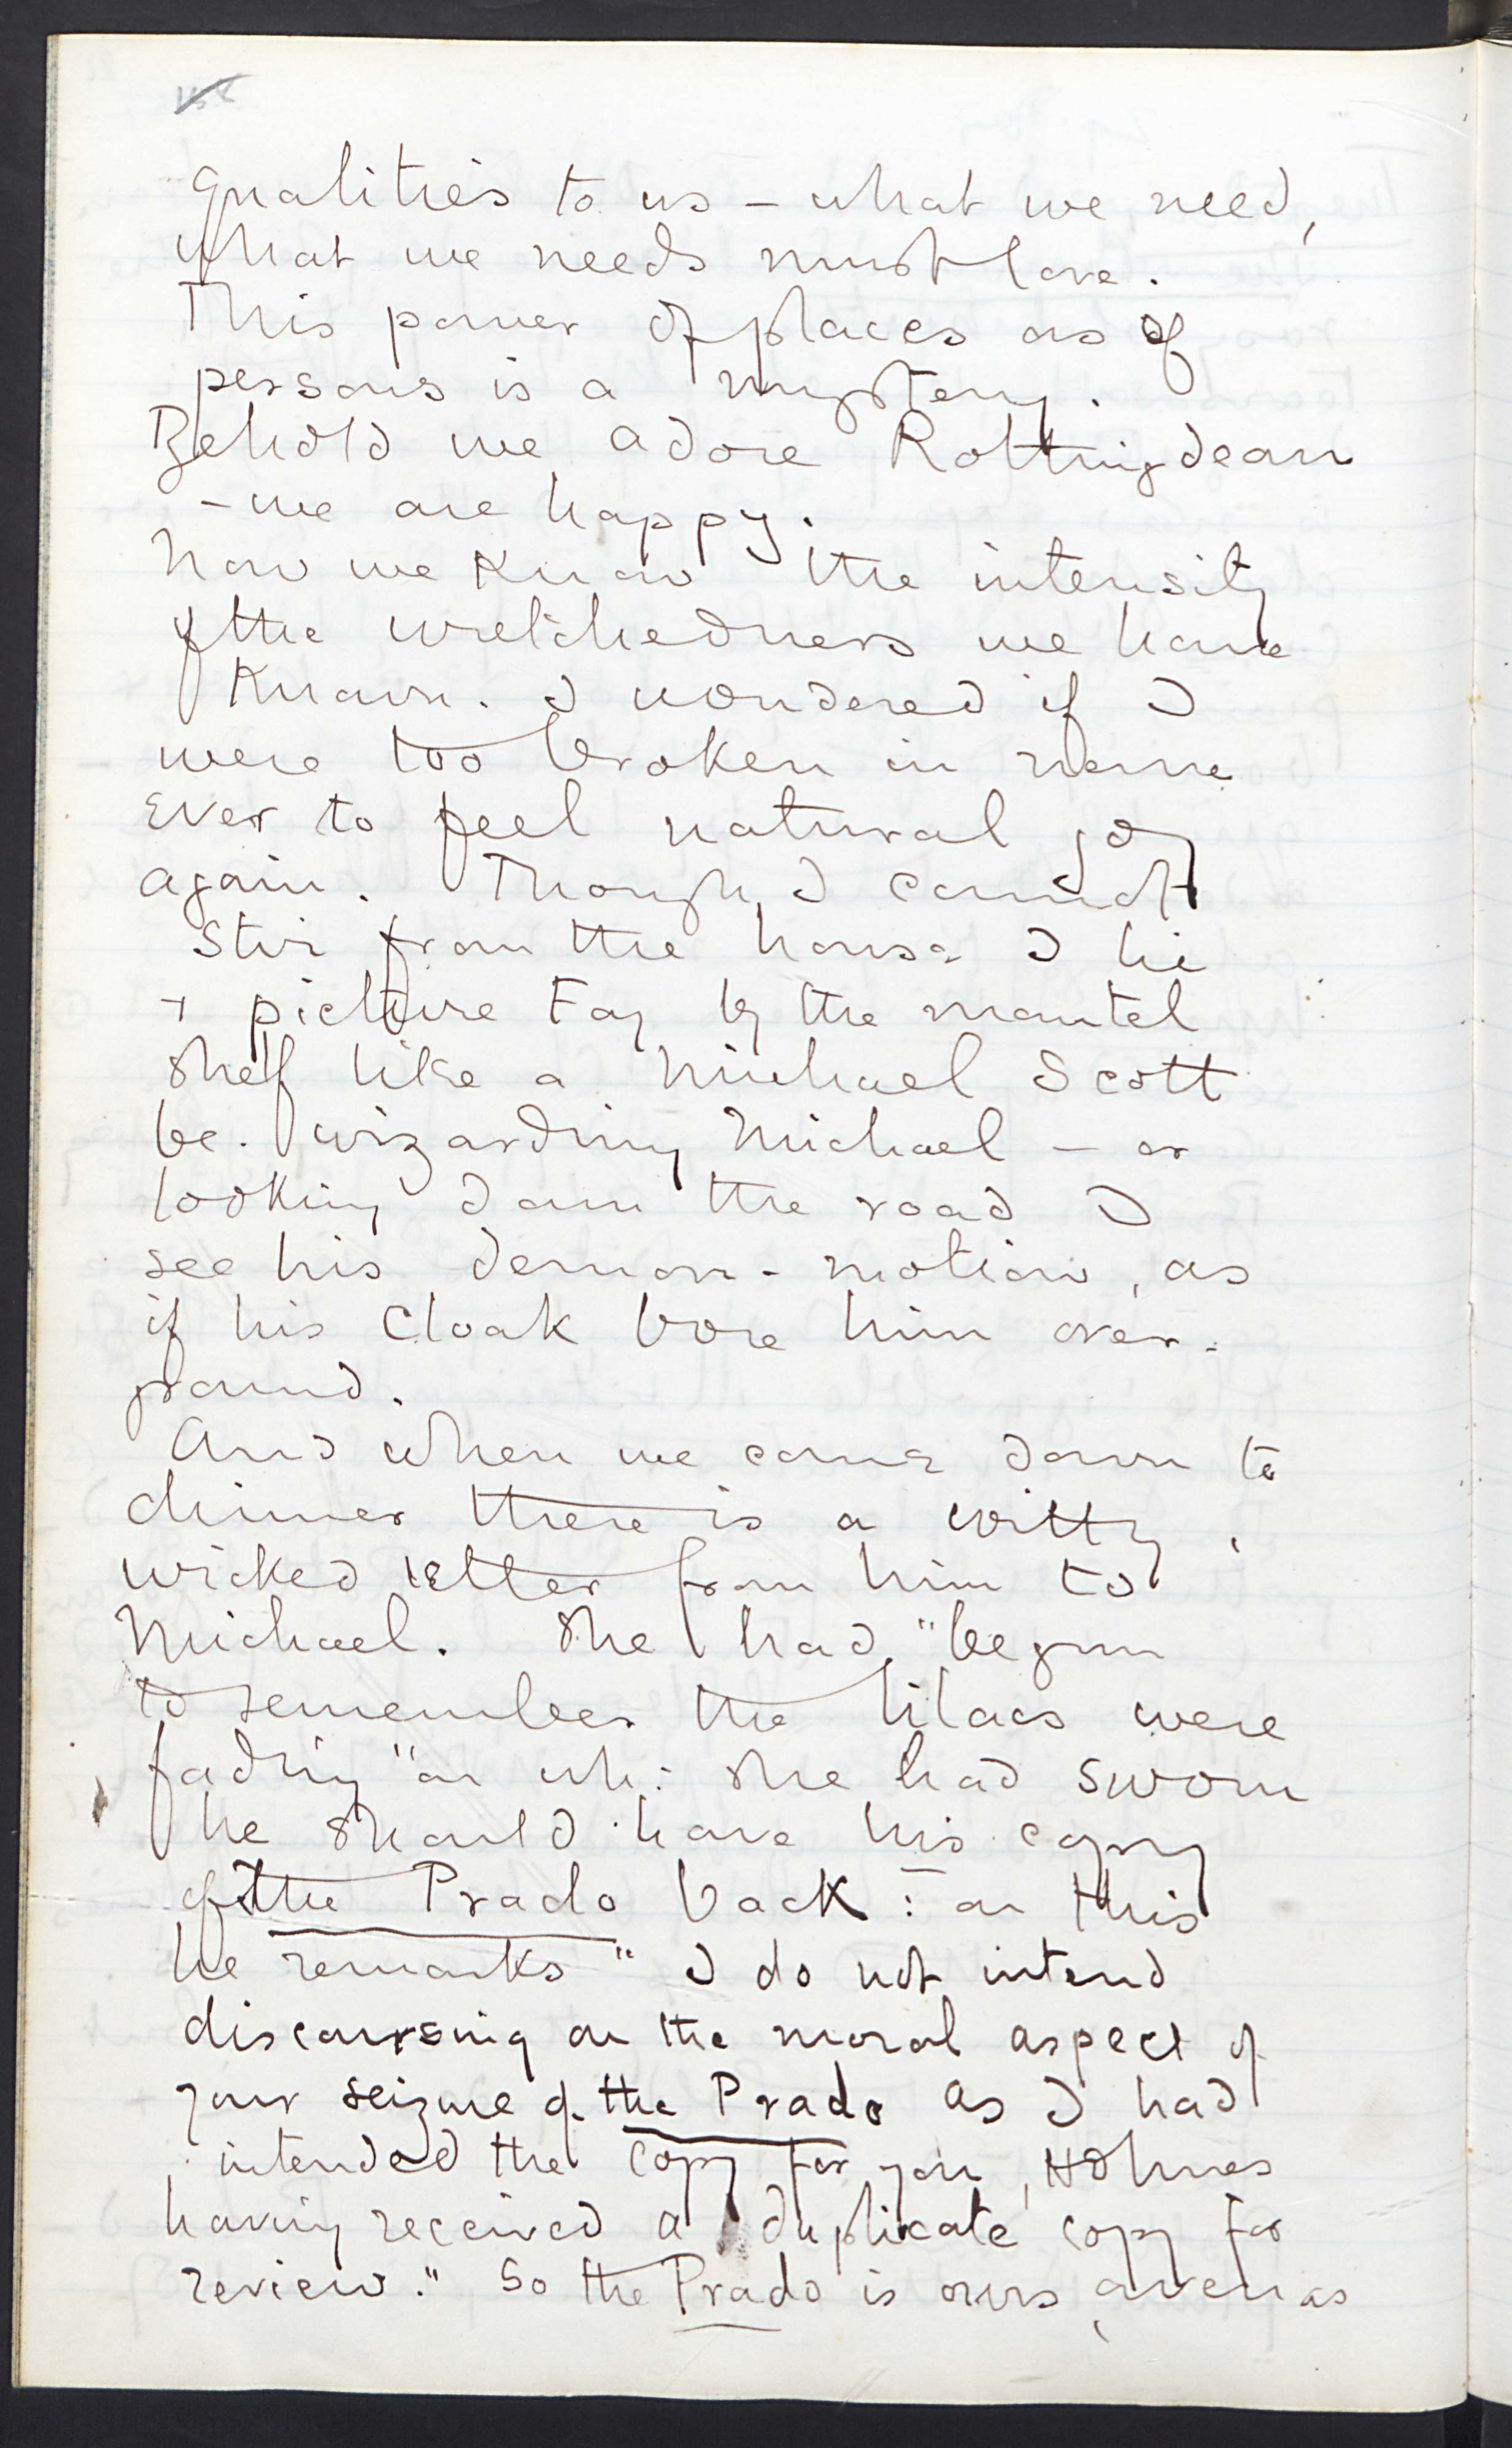 qualities to us – what we need,
what we needs must love.
This power of places as of
persons is a mystery.
Behold we adore Rottingdean
– we are happy.
Now we know the intensity
of the wretchedness we have
known. I wondered if I
were too broken in nerve
ever to feel natural joy
again. Though I cannot
stir from the house I lie
+ picture Fay by the mantel
shelf like a Michael Scott
be-wizarding Michael – or
looking down the road I
see his demon-motion, as
if his cloak bore him over-
ground.
And when we come down to
dinner there is a witty,
wicked letter from him to
Michael. She had "begun
to remember the lilacs were
fading" on wh: she had sworn
he should have his copy
of the Prado back: – on this
he remarks "I do not intend
discoursing on the moral aspect of
your seizure of the Prado as I had
intended the copy for you, Holmes
having received a duplicate copy for
review." So the Prado is ours, given as